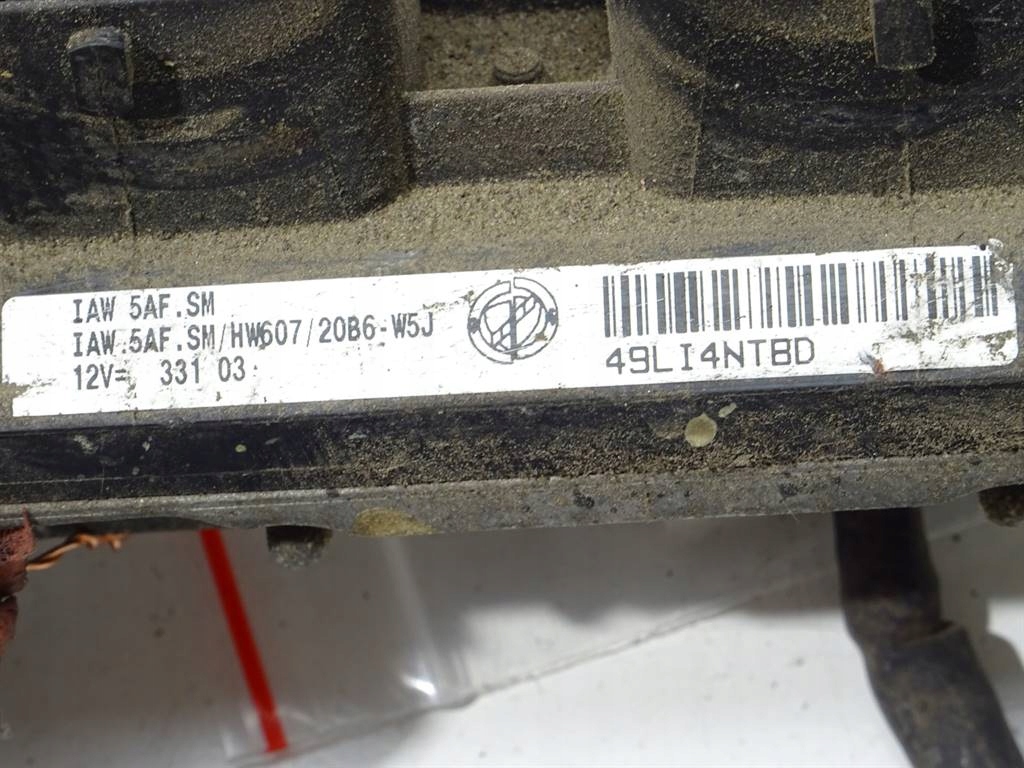 IAW 5AF.SM
IAW.5AF.SM/HW607/20B6-W5J
12V= 331 03
49LI4NTBD